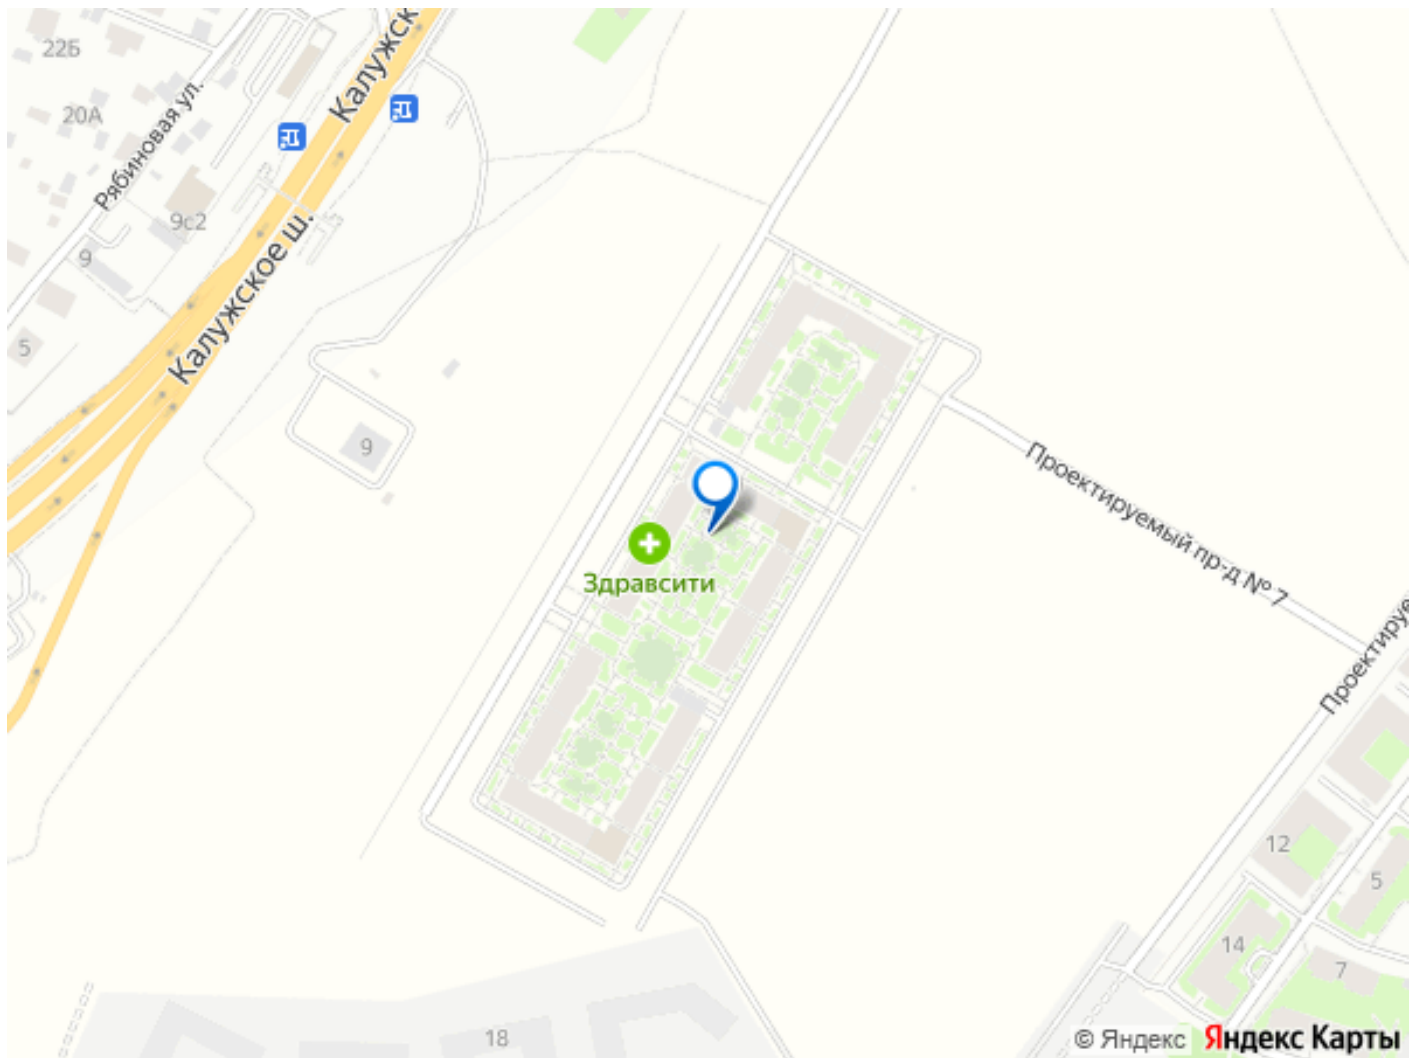 Калужск
22Б
20А
Рябиновая ул.
9с2
Калужское ш.
9
5
9
Проектируемый пр-д № 7
Здравсити
Проектируе
12
5
14
7
18
© Яндекс Яндекс Карты